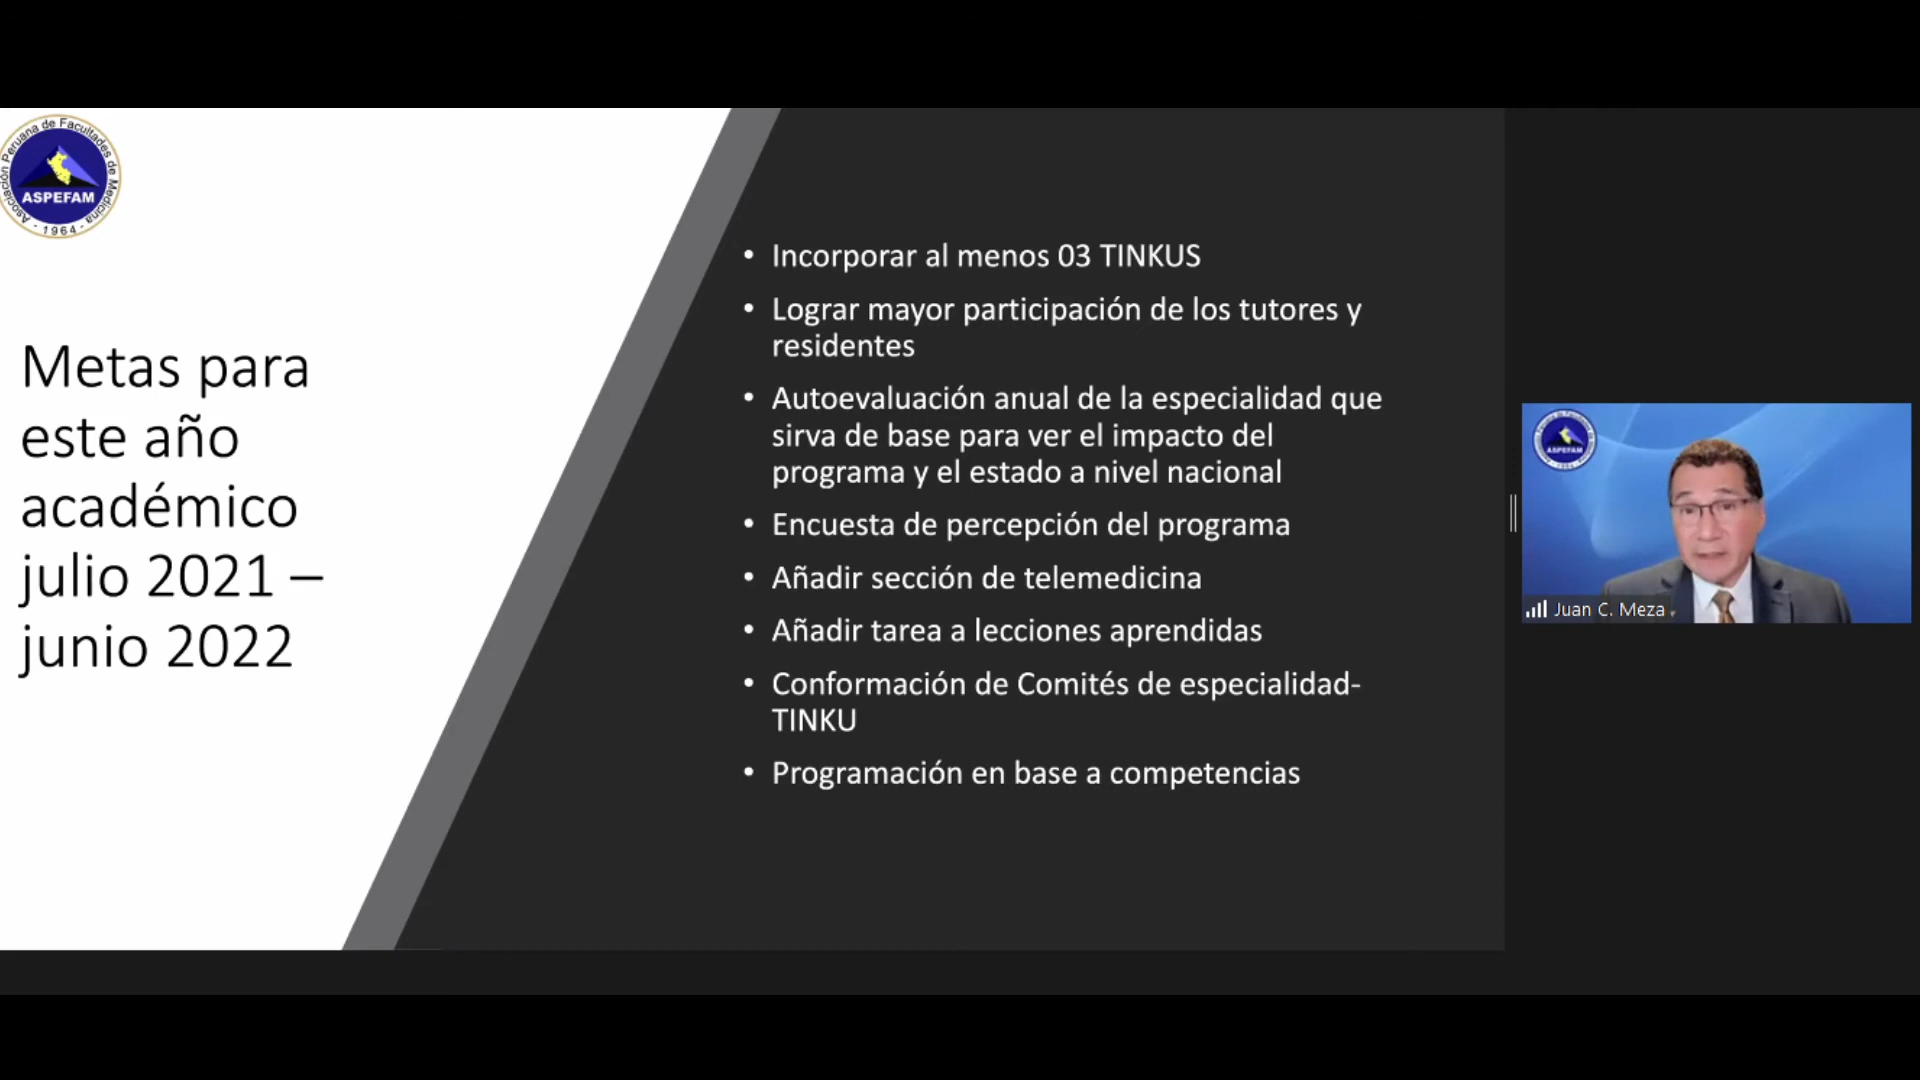 Asociación Peruana de Facultades de Medicina
ASPEFAM
- 1964 -
Metas para
este año
académico
julio 2021 –
junio 2022
• Incorporar al menos 03 TINKUS
• Lograr mayor participación de los tutores y
residentes
• Autoevaluación anual de la especialidad que
sirva de base para ver el impacto del
programa y el estado a nivel nacional
• Encuesta de percepción del programa
• Añadir sección de telemedicina
• Añadir tarea a lecciones aprendidas
• Conformación de Comités de especialidad-
TINKU
• Programación en base a competencias
ASPEFAM
Juan C. Meza